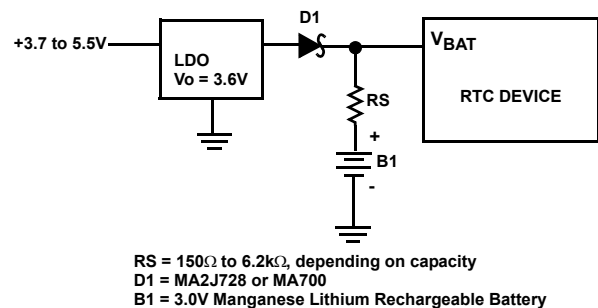 D1
+3.7 to 5.5V
LDO
Vo = 3.6V
VBAT
RTC DEVICE
RS
+
B1
-
RS = 150Ω to 6.2kΩ, depending on capacity
D1 = MA2J728 or MA700
B1 = 3.0V Manganese Lithium Rechargeable Battery